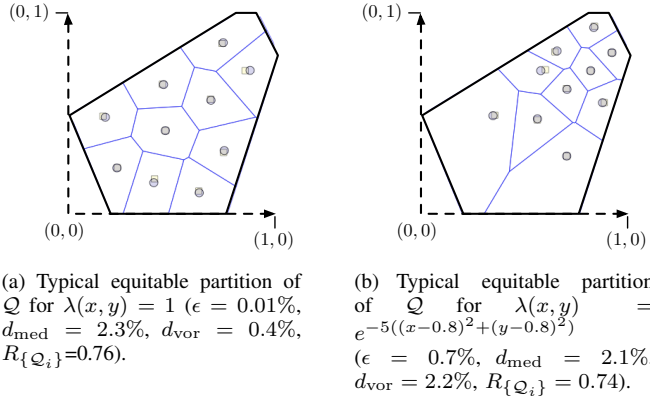 (0, 1)
(0, 0)
(1, 0)
(0, 1)
(0, 0)
(1, 0)
(a) Typical equitable partition of
𝒬 for λ(x, y) = 1 (ϵ = 0.01%,
d_med = 2.3%, d_vor = 0.4%,
R_{𝒬_i}=0.76).
(b) Typical equitable partition
of 𝒬 for λ(x, y) =
e^{−5((x−0.8)^2+(y−0.8)^2)}
(ϵ = 0.7%, d_med = 2.1%,
d_vor = 2.2%, R_{𝒬_i} = 0.74).